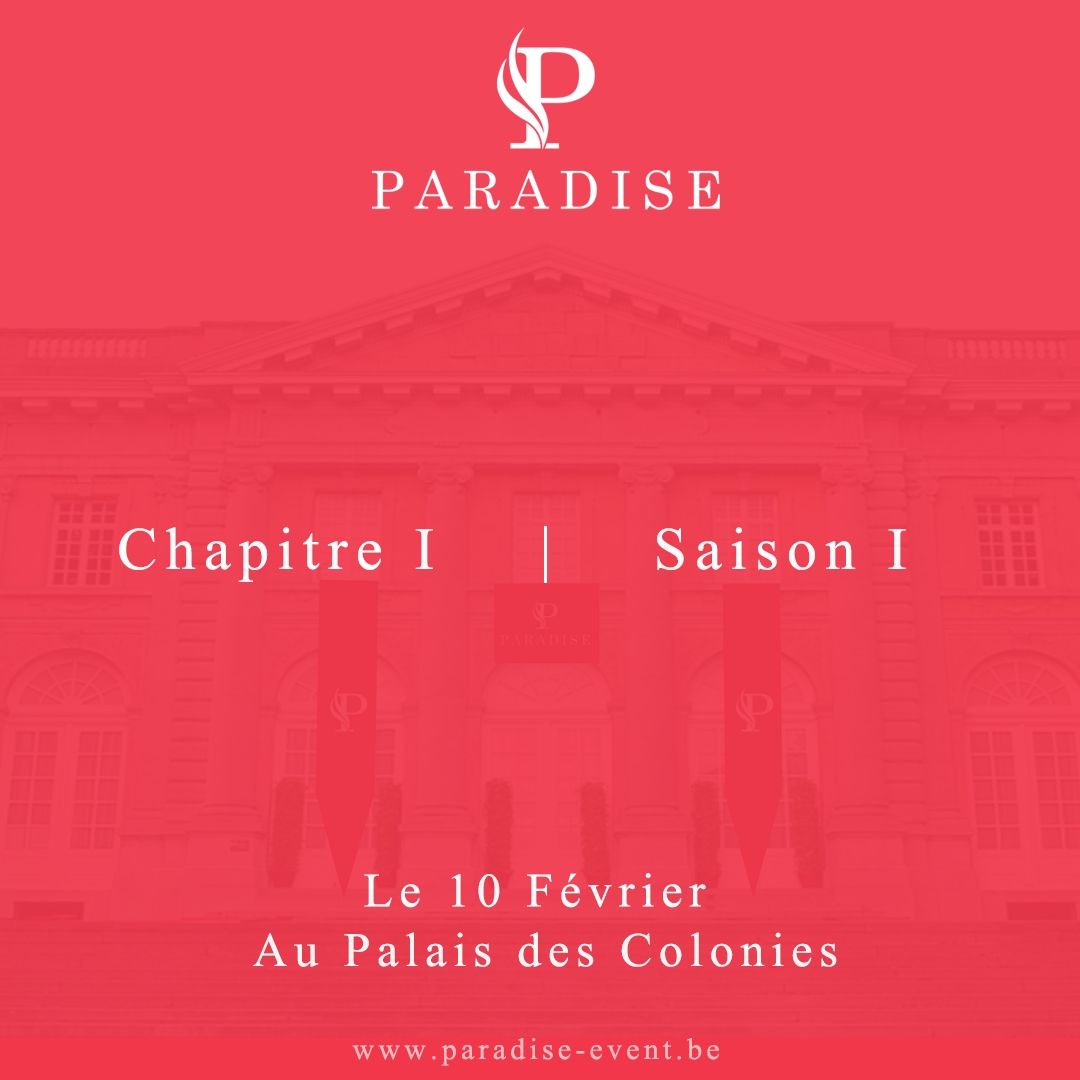 P
PARADISE
Chapitre I | Saison I
P
PARADISE
P
P
Le 10 Février
Au Palais des Colonies
www.paradise-event.be